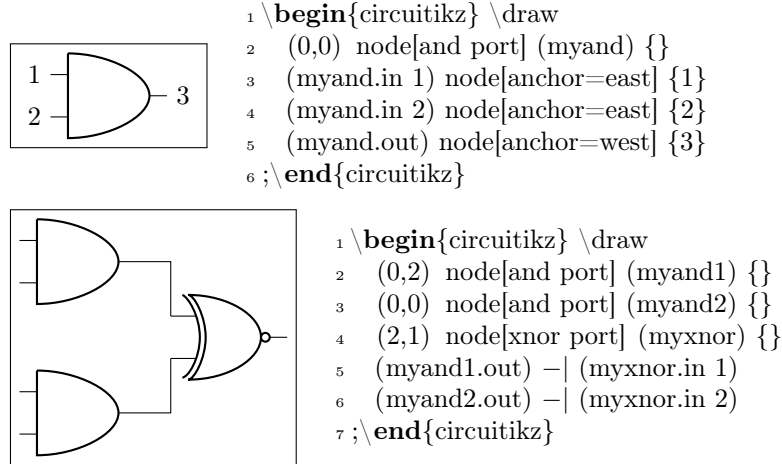 1
2
3
1 \begin{circuitikz} \draw
2 (0,0) node[and port] (myand) {}
3 (myand.in 1) node[anchor=east] {1}
4 (myand.in 2) node[anchor=east] {2}
5 (myand.out) node[anchor=west] {3}
6 ;\end{circuitikz}
1 \begin{circuitikz} \draw
2 (0,2) node[and port] (myand1) {}
3 (0,0) node[and port] (myand2) {}
4 (2,1) node[xnor port] (myxnor) {}
5 (myand1.out) −| (myxnor.in 1)
6 (myand2.out) −| (myxnor.in 2)
7 ;\end{circuitikz}